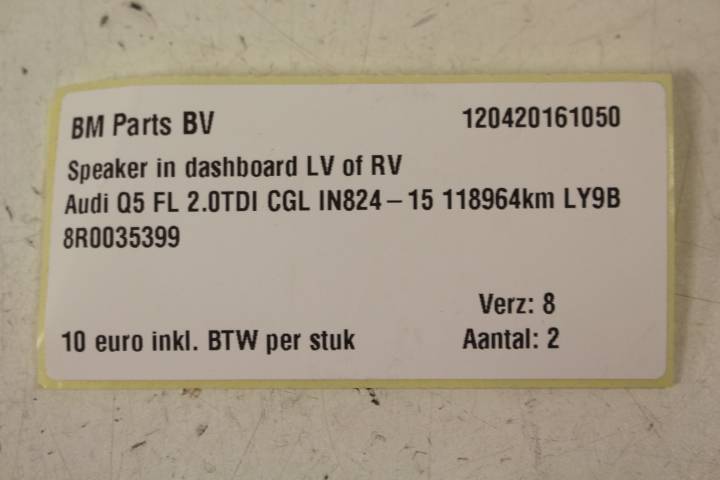 BM Parts BV 120420161050
Speaker in dashboard LV of RV
Audi Q5 FL 2.0TDI CGL IN824-15 118964km LY9B
8R0035399
Verz: 8
10 euro inkl. BTW per stuk Aantal: 2